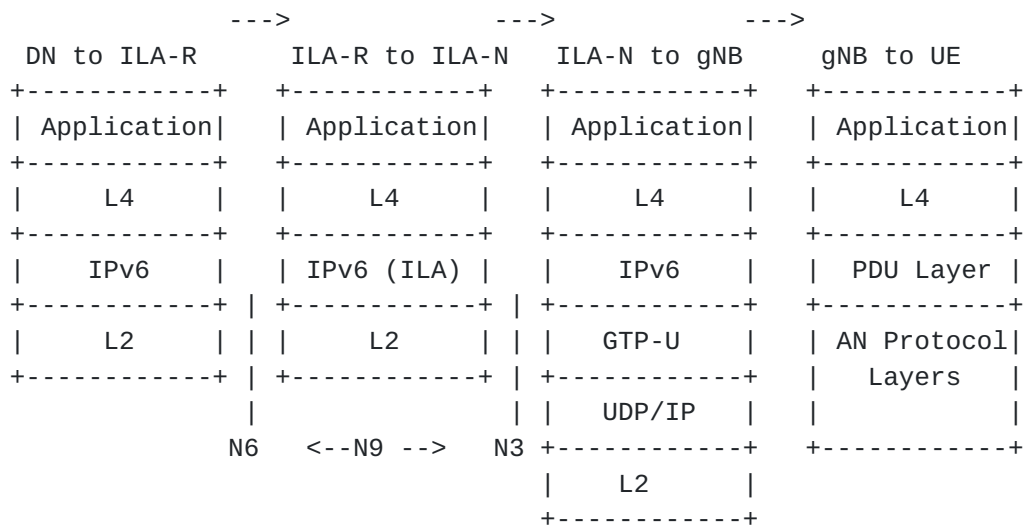 ---> ---> --->
DN to ILA-R ILA-R to ILA-N ILA-N to gNB gNB to UE
+------------+ +------------+ +------------+ +------------+
| Application| | Application| | Application| | Application|
+------------+ +------------+ +------------+ +------------+
| L4 | | L4 | | L4 | | L4 |
+------------+ +------------+ +------------+ +------------+
| IPv6 | | IPv6 (ILA) | | IPv6 | | PDU Layer |
+------------+ | +------------+ | +------------+ +------------+
| L2 | | | L2 | | | GTP-U | | AN Protocol|
+------------+ | +------------+ | +------------+ | Layers |
| | | UDP/IP | | |
N6 <--N9 --> N3 +------------+ +------------+
| L2 |
+------------+